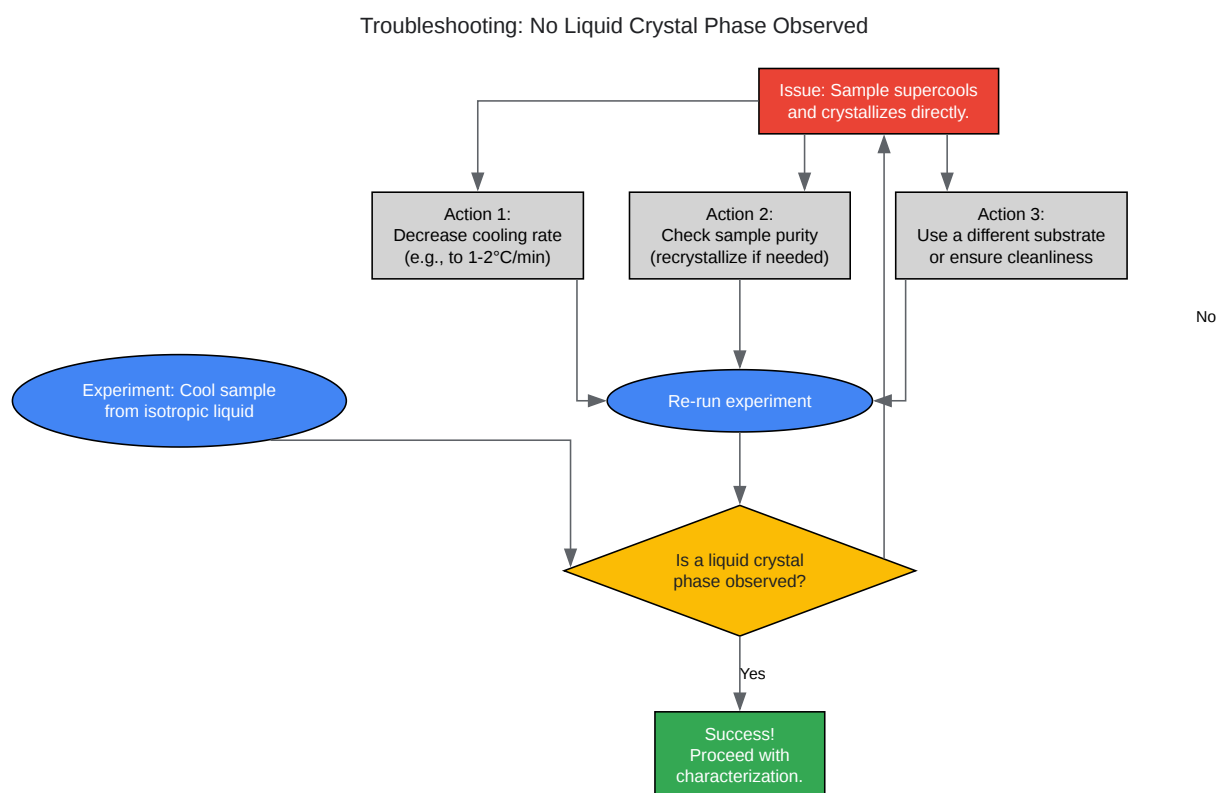 Troubleshooting: No Liquid Crystal Phase Observed
Issue: Sample supercools
and crystallizes directly.
Action 1:
Decrease cooling rate
(e.g., to 1-2°C/min)
Action 2:
Check sample purity
(recrystallize if needed)
Action 3:
Use a different substrate
or ensure cleanliness
No
Experiment: Cool sample
from isotropic liquid
Re-run experiment
Is a liquid crystal
phase observed?
Yes
Success!
Proceed with
characterization.